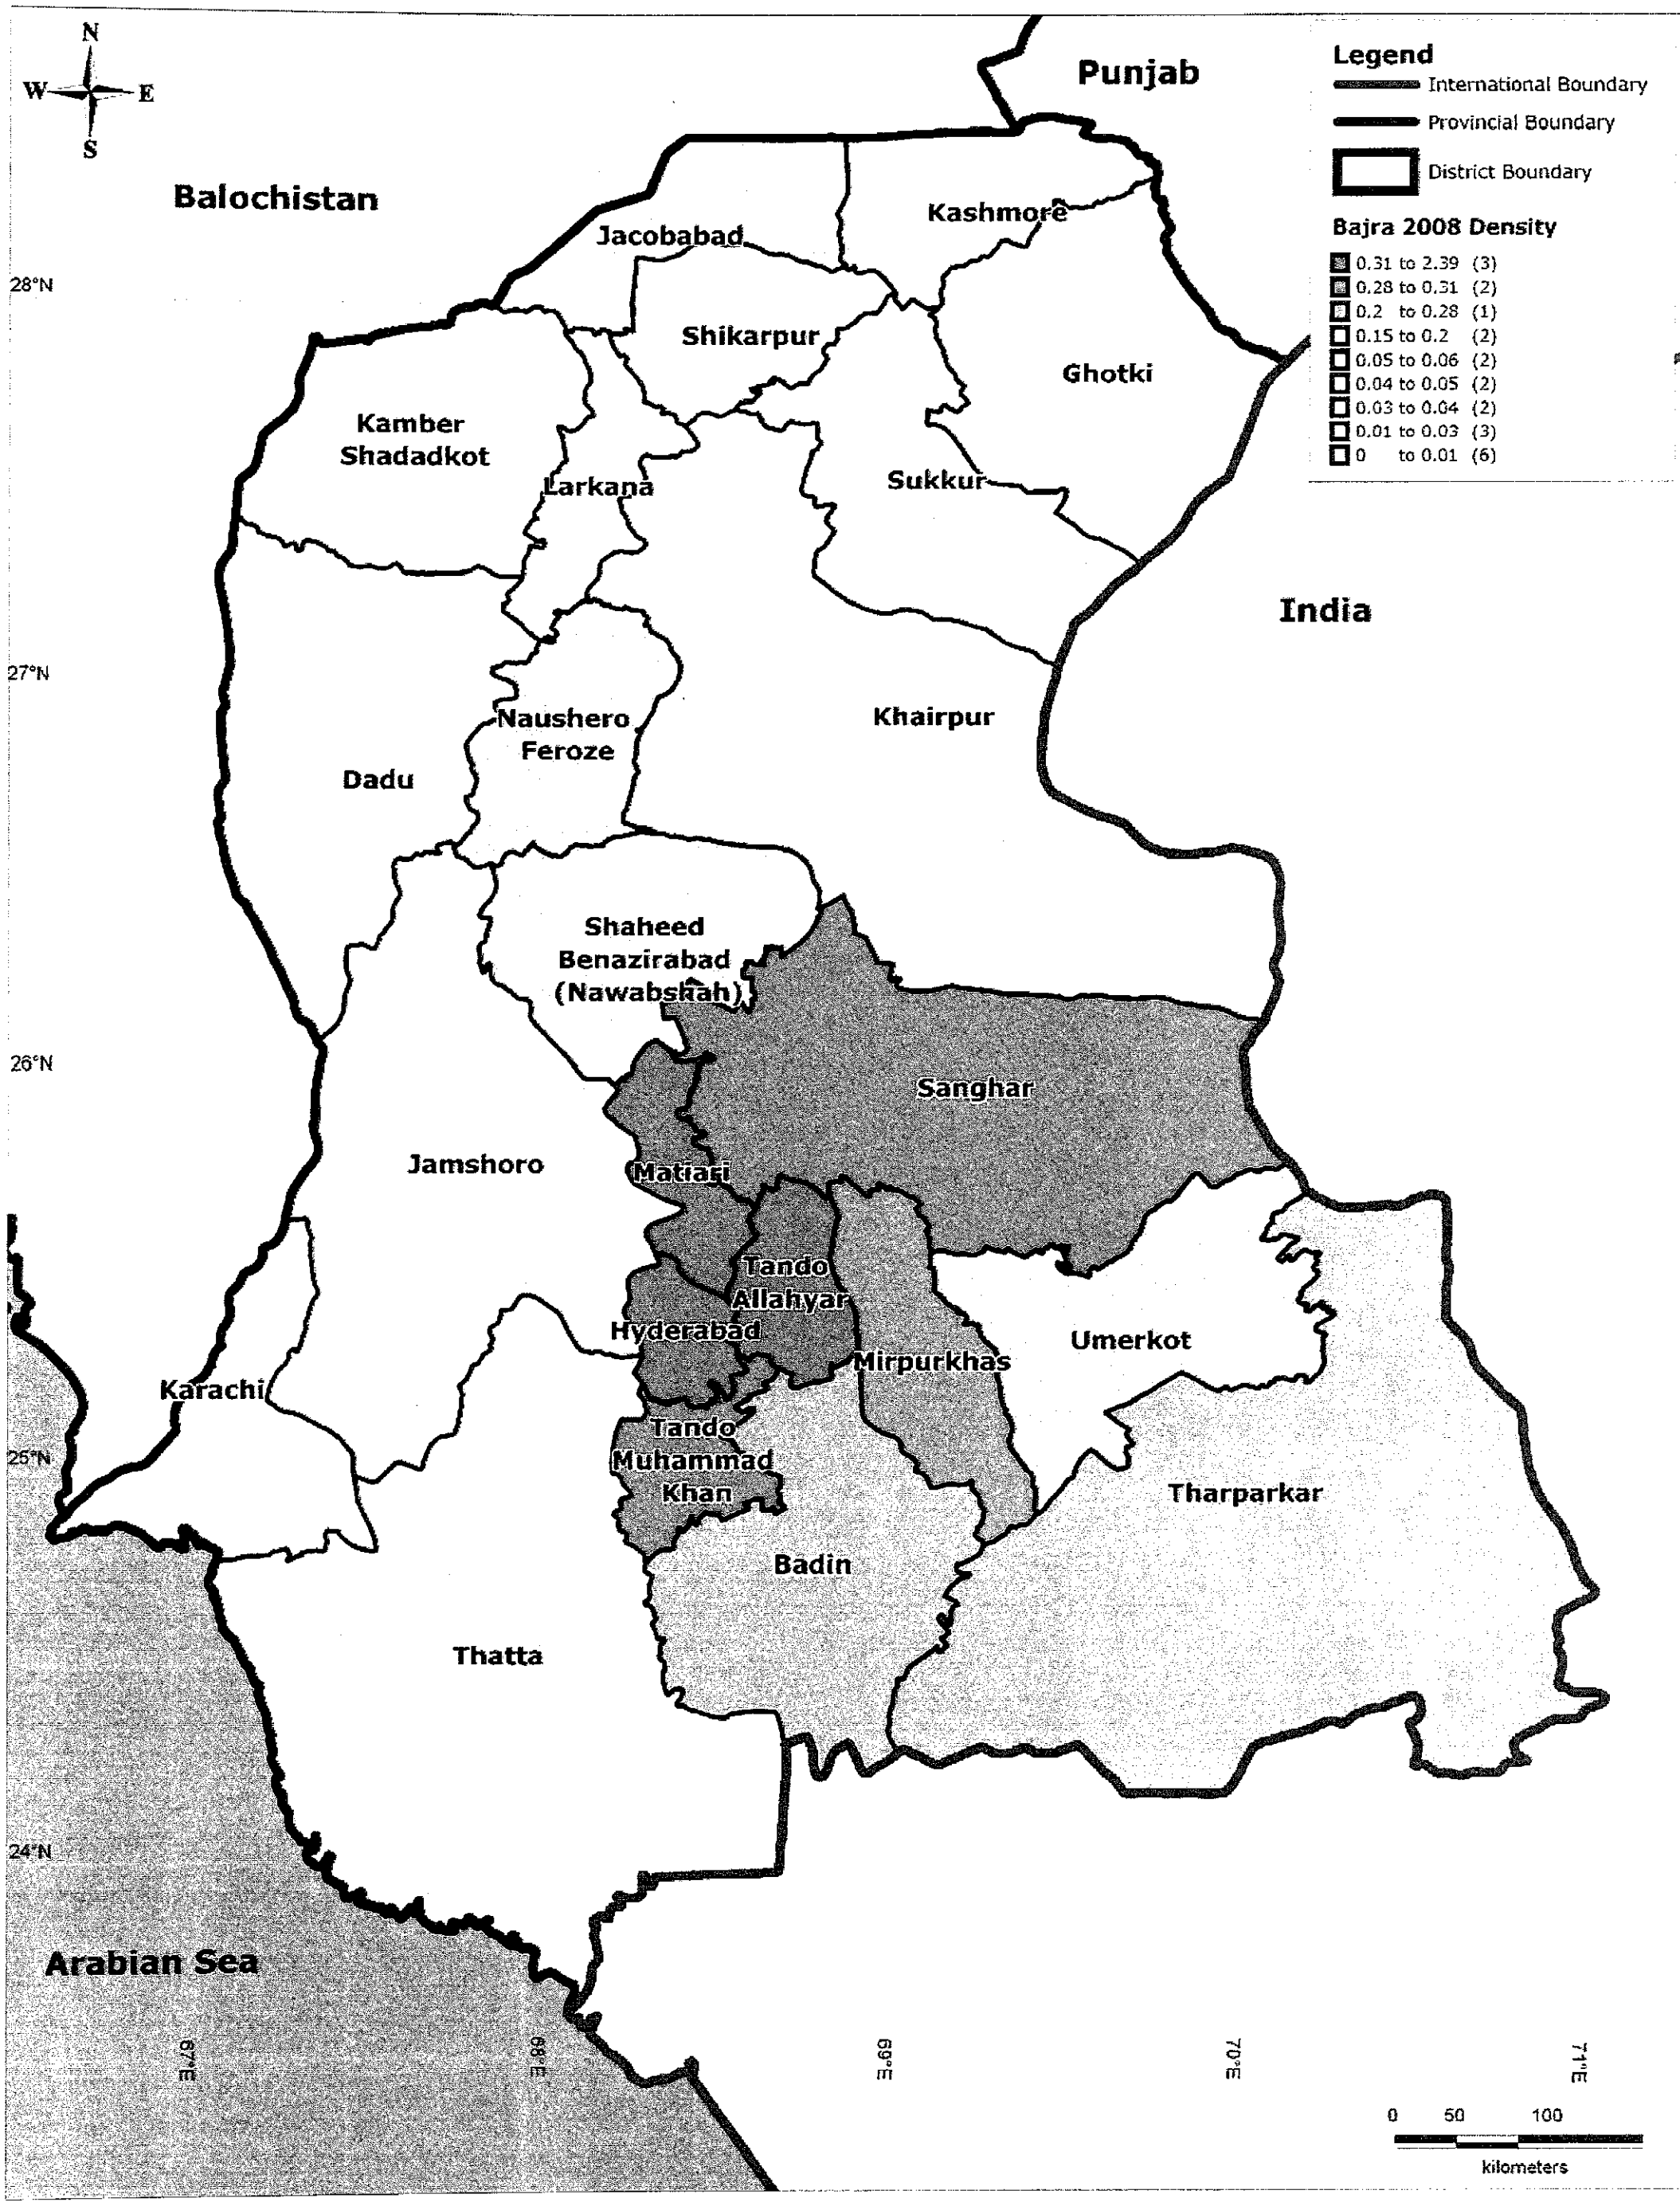 N
W E
S
Punjab
Legend
International Boundary
Provincial Boundary
District Boundary
Bajra 2008 Density
0.31 to 2.39 (3)
0.28 to 0.31 (2)
0.2 to 0.28 (1)
0.15 to 0.2 (2)
0.05 to 0.06 (2)
0.04 to 0.05 (2)
0.03 to 0.04 (2)
0.01 to 0.03 (3)
0 to 0.01 (6)
Balochistan
Jacobabad
Kashmore
28°N
Shikarpur
Ghotki
Kamber
Shadadkot
Larkana
Sukkur
India
27°N
Naushero
Feroze
Khairpur
Dadu
Shaheed
Benazirabad
(Nawabshah)
26°N
Sanghar
Jamshoro
Matiari
Tando
Allahyar
Hyderabad
Umerkot
Mirpurkhas
Karachi
25°N
Tando
Muhammad
Khan
Tharparkar
Badin
Thatta
24°N
Arabian Sea
67°E
68°E
69°E
70°E
71°E
0 50 100
kilometers